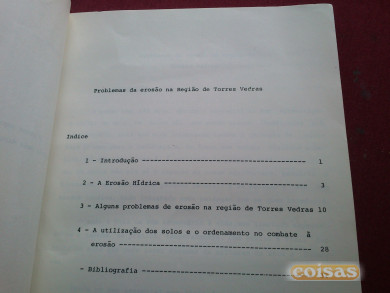 Problemas da erosão na Região de Torres Vedras
Indice
1 - Introdução ---------------------------------------- 1
2 - A Erosão Hídrica ----------------------------------- 3
3 - Alguns problemas de erosão na região de Torres Vedras 18
4 - A utilização dos solos e o ordenamento no combate À
erosão ------------------------------------------------ 28
- Bibliografia ------------------------------
coisas